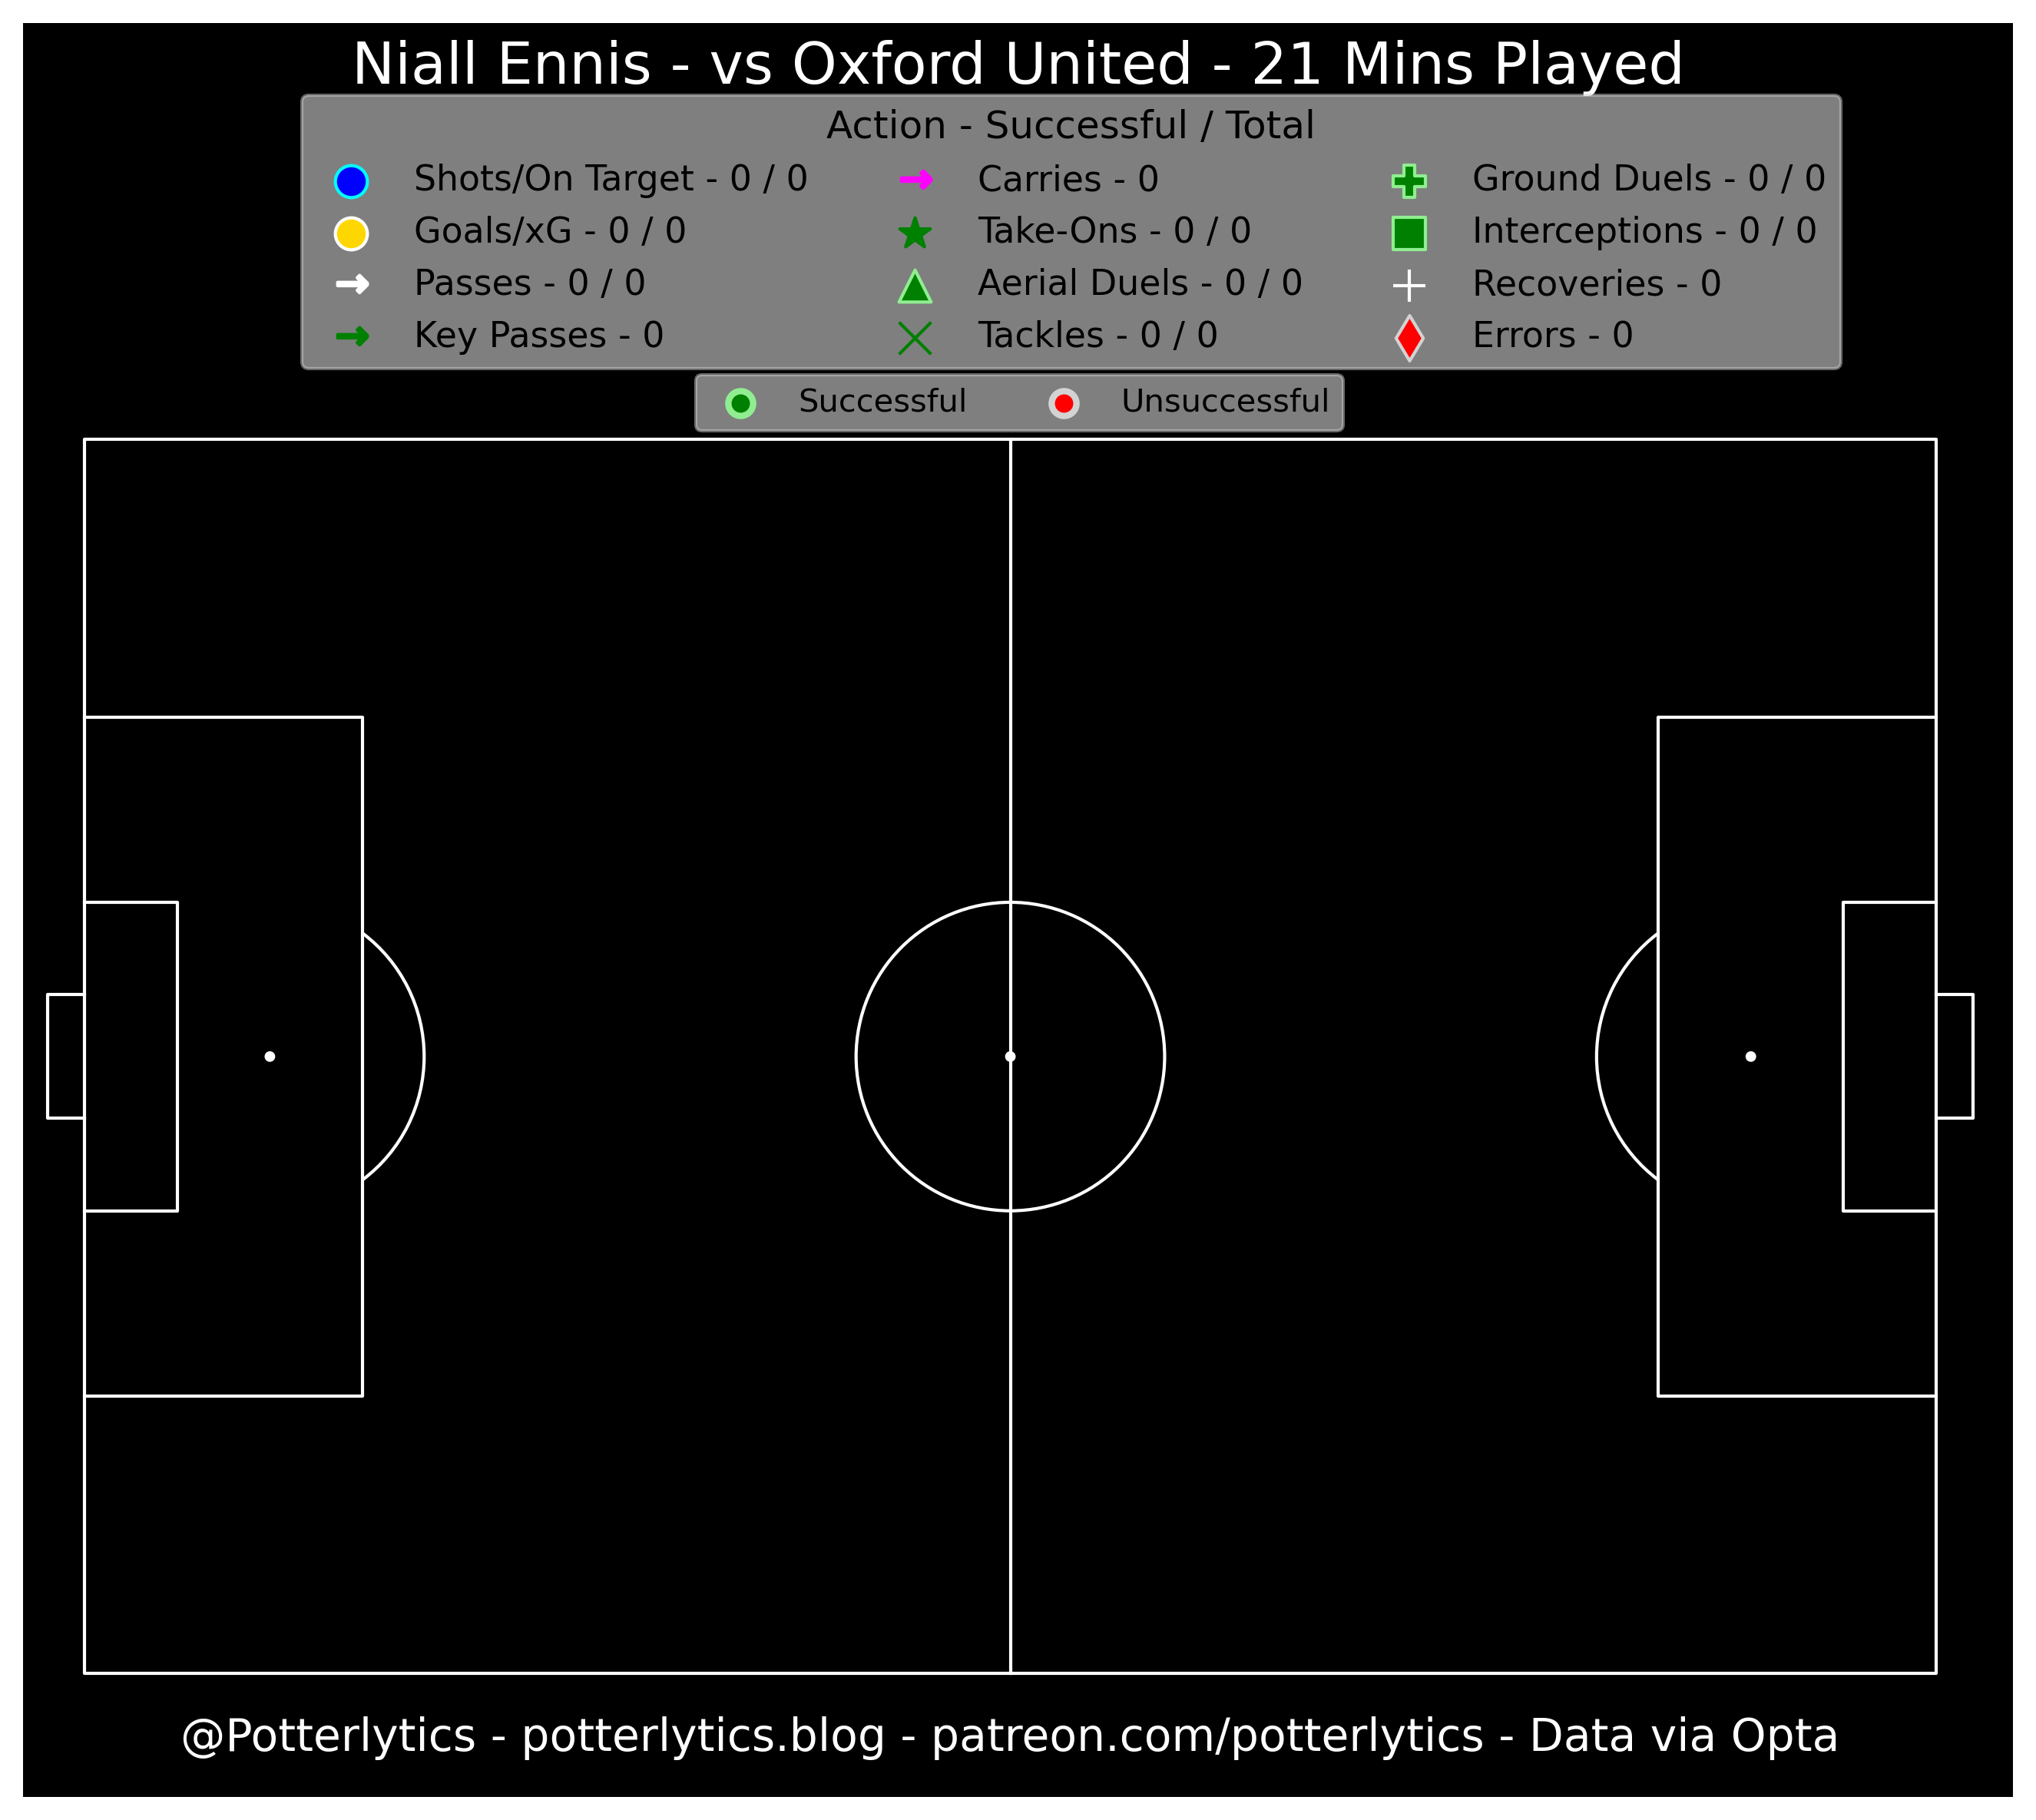 Niall Ennis - vs Oxford United - 21 Mins Played
Action - Successful / Total
Shots/On Target - 0 / 0
Goals/xG - 0 / 0
Passes - 0 / 0
Key Passes - 0
Carries - 0
Take-Ons - 0 / 0
Aerial Duels - 0 / 0
Tackles - 0 / 0
Ground Duels - 0 / 0
Interceptions - 0 / 0
Recoveries - 0
Errors - 0
Successful
Unsuccessful
@Potterlytics - potterlytics.blog - patreon.com/potterlytics - Data via Opta